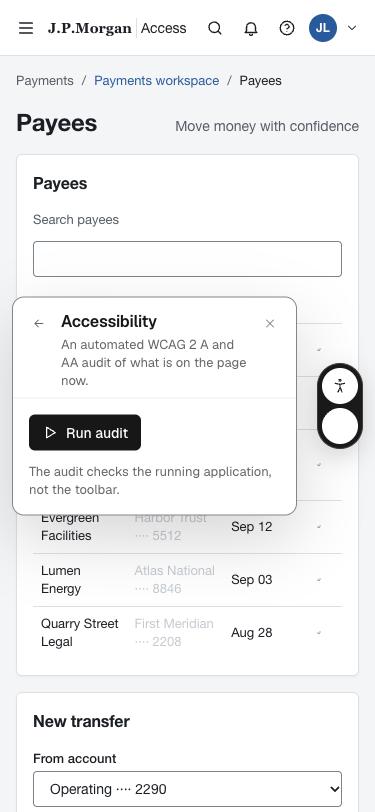 J.P.Morgan Access JL
Payments / Payments workspace / Payees
Payees Move money with confidence
Payees
Search payees
Accessibility
An automated WCAG 2 A and
AA audit of what is on the page
now.
Run audit
The audit checks the running application,
not the toolbar.
Evergreen Harbor Trust
Facilities ···· 5512 Sep 12
Lumen Atlas National
Energy ···· 8846 Sep 03
Quarry Street First Meridian
Legal ···· 2208 Aug 28
New transfer
From account
Operating ···· 2290